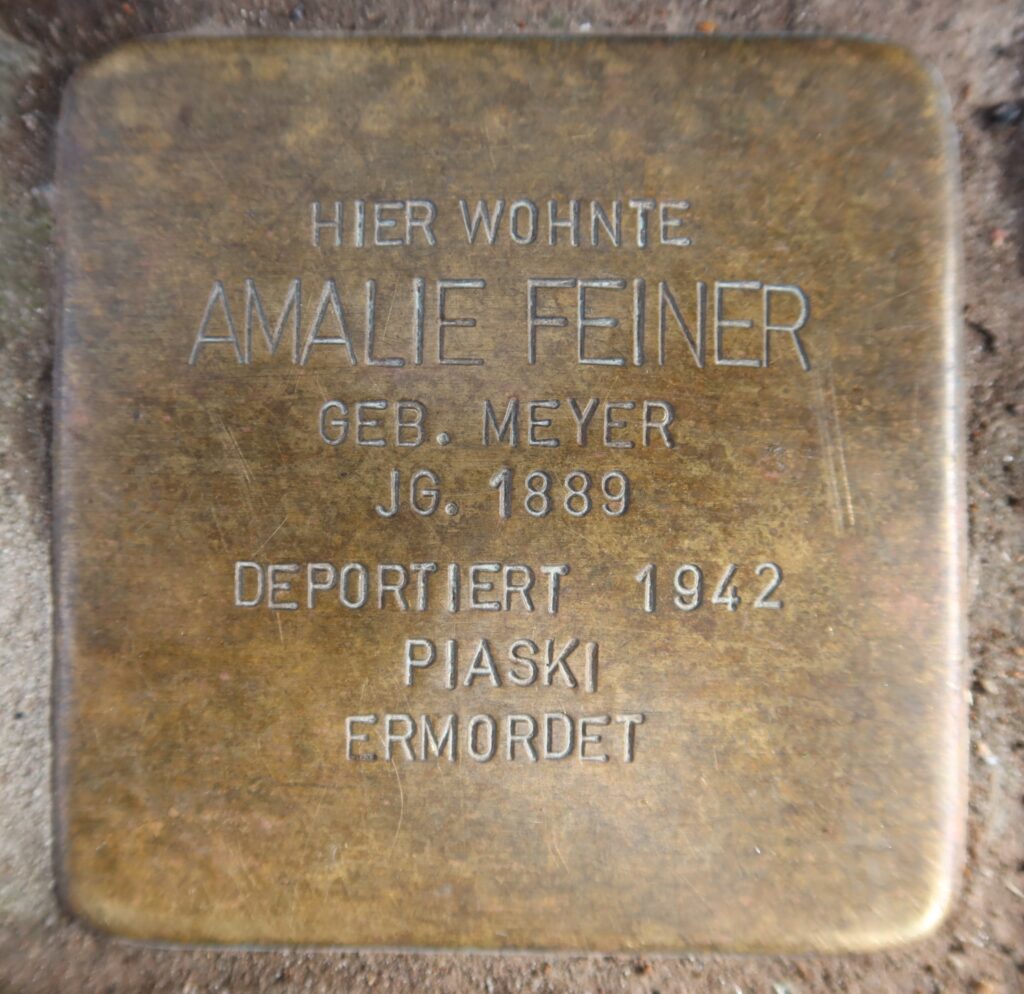 HIER WOHNTE
AMALIE FEINER
GEB. MEYER
JG. 1889
DEPORTIERT 1942
PIASKI
ERMORDET